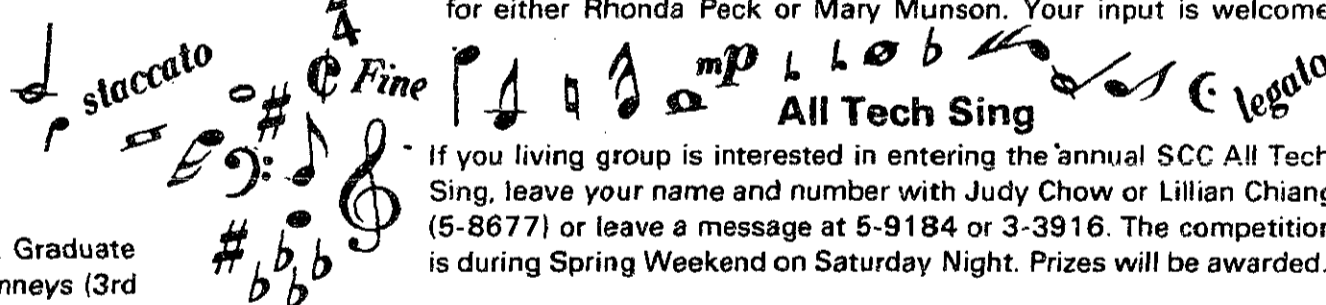 for either Rhonda Peck or Mary Munson. Your input is welcome
4
staccato
Fine
mp
legato
All Tech Sing
If you living group is interested in entering the annual SCC All Tech
Sing, leave your name and number with Judy Chow or Lillian Chiang
(5-8677) or leave a message at 5-9184 or 3-3916. The competition
is during Spring Weekend on Saturday Night. Prizes will be awarded.
Graduate
nneys (3rd